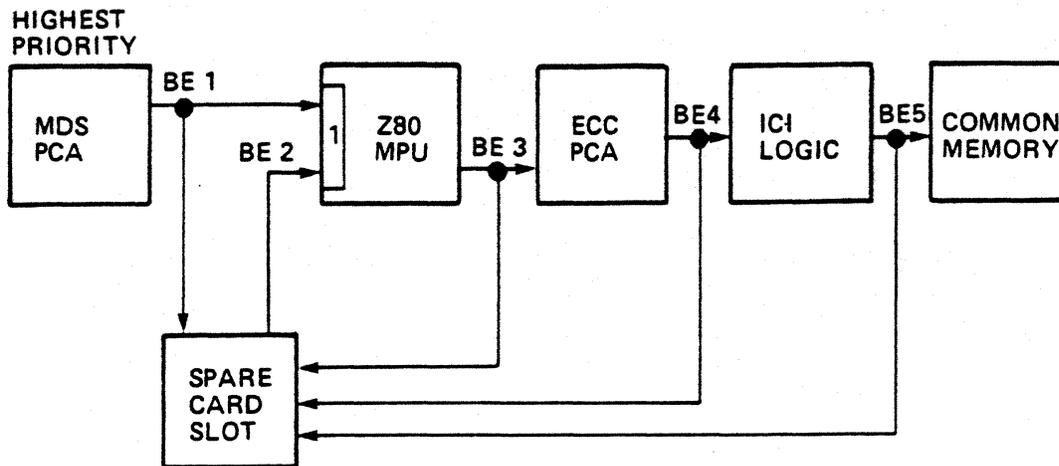 HIGHEST
PRIORITY
MDS
PCA
BE 1
BE 2
1
Z80
MPU
BE 3
ECC
PCA
BE4
ICI
LOGIC
BE5
COMMON
MEMORY
SPARE
CARD
SLOT